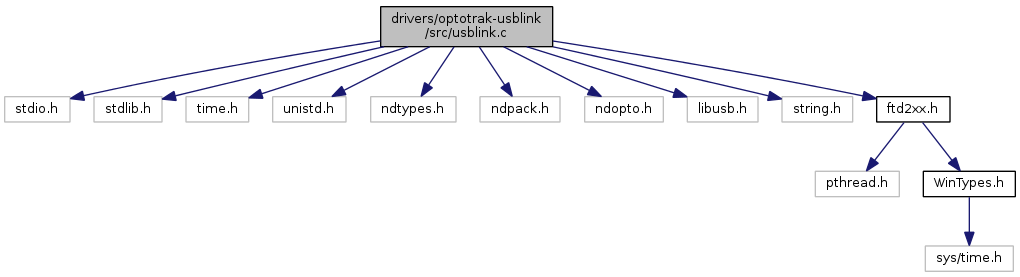 drivers/optotrak-usblink
/src/usblink.c
stdio.h
stdlib.h
time.h
unistd.h
ndtypes.h
ndpack.h
ndopto.h
libusb.h
string.h
ftd2xx.h
pthread.h
WinTypes.h
sys/time.h